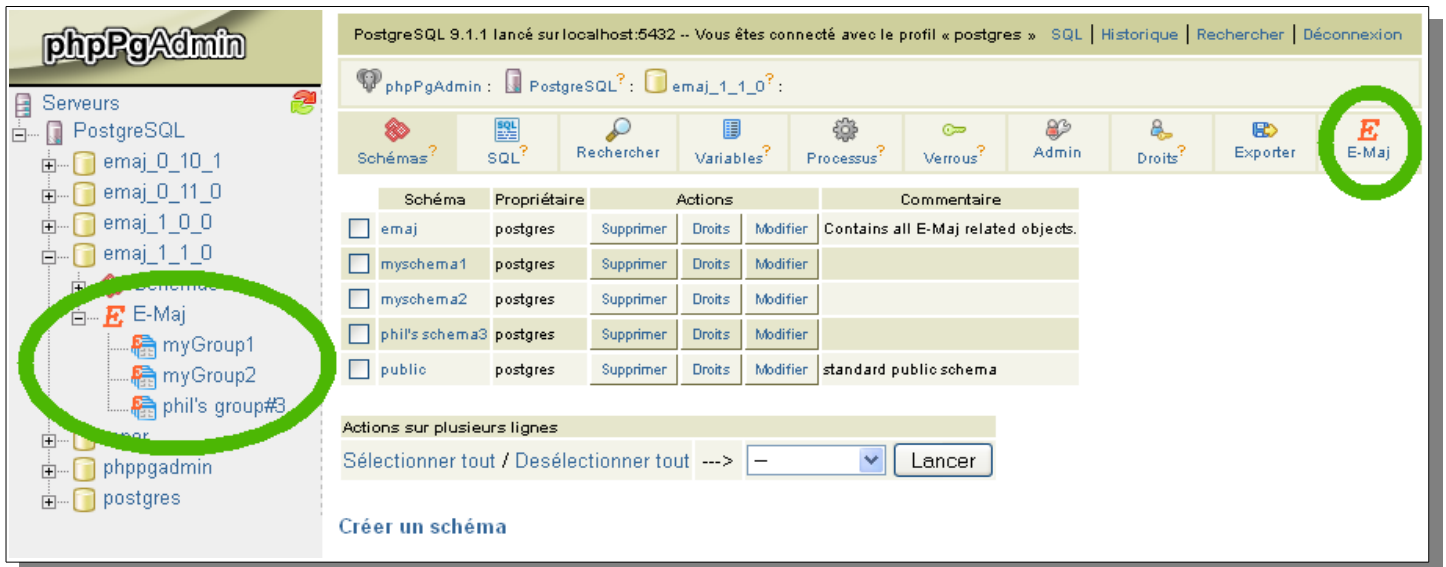 phpPgAdmin
Serveurs
PostgreSQL
emaj_0_10_1
emaj_0_11_0
emaj_1_0_0
emaj_1_1_0
E-Maj
myGroup1
myGroup2
phil's group#3
phppgadmin
postgres
PostgreSQL 9.1.1 lancé sur localhost:5432 -- Vous êtes connecté avec le profil « postgres » SQL | Historique | Rechercher | Déconnexion
phpPgAdmin : PostgreSQL? : emaj_1_1_0? :
Schémas? SQL? Rechercher Variables? Processus? Verrous? Admin Droits? Exporter E-Maj
Schéma Propriétaire Actions Commentaire
emaj postgres Supprimer Droits Modifier Contains all E-Maj related objects.
myschema1 postgres Supprimer Droits Modifier
myschema2 postgres Supprimer Droits Modifier
phil's schema3 postgres Supprimer Droits Modifier
public postgres Supprimer Droits Modifier standard public schema
Actions sur plusieurs lignes
Sélectionner tout / Desélectionner tout ---> -- Lancer
Créer un schéma